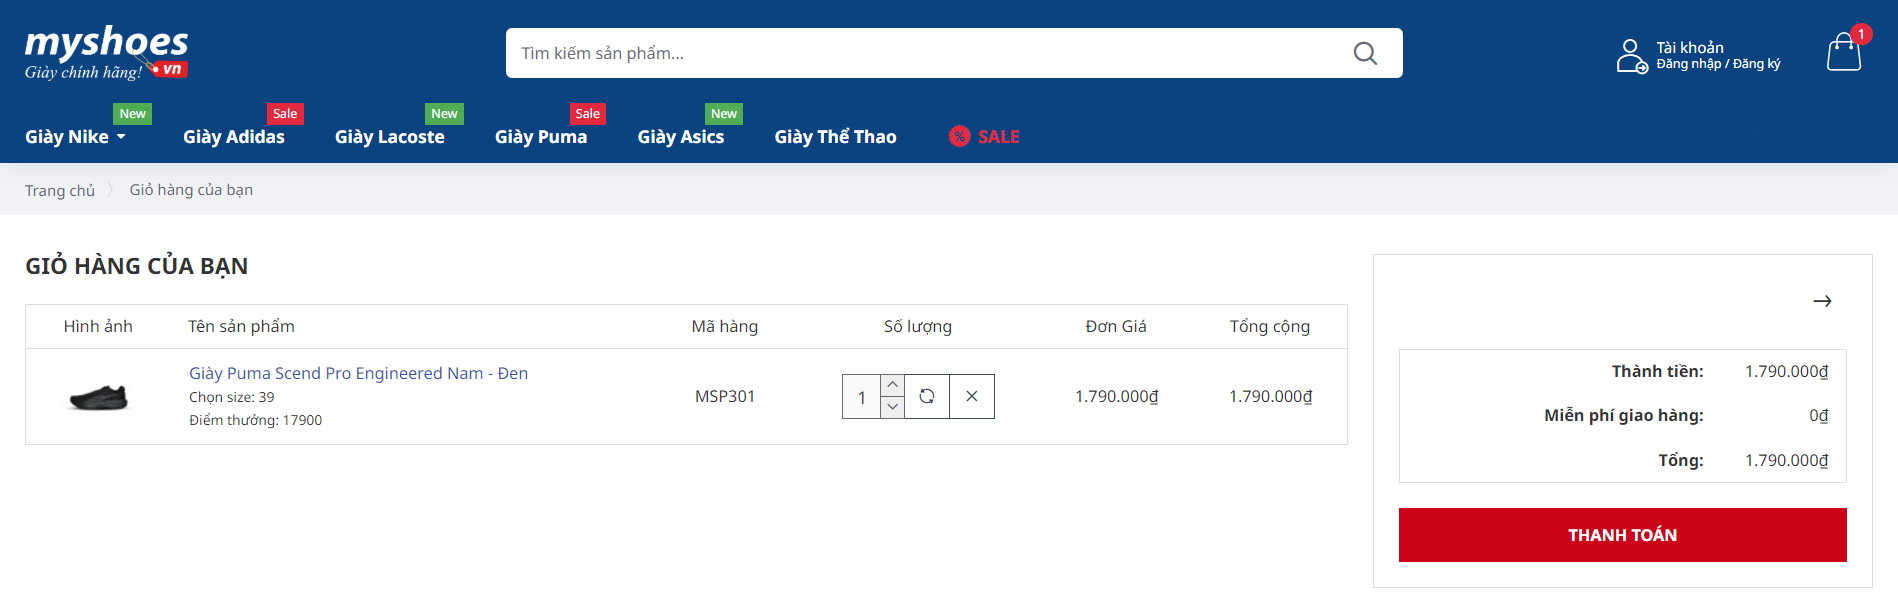 myshoes
Giày chính hãng! vn
Tìm kiếm sản phẩm...
Tài khoản
Đăng nhập / Đăng ký
1
New
Sale
New
Sale
New
Giày Nike
Giày Adidas
Giày Lacoste
Giày Puma
Giày Asics
Giày Thể Thao
% SALE
Trang chủ
Giỏ hàng của bạn
GIỎ HÀNG CỦA BẠN
Hình ảnh Tên sản phẩm Mã hàng Số lượng Đơn Giá Tổng cộng
Giày Puma Scend Pro Engineered Nam - Đen
Chọn size: 39
Điểm thưởng: 17900
MSP301
1
1.790.000₫
1.790.000₫
Thành tiền: 1.790.000₫
Miễn phí giao hàng: 0₫
Tổng: 1.790.000₫
THANH TOÁN